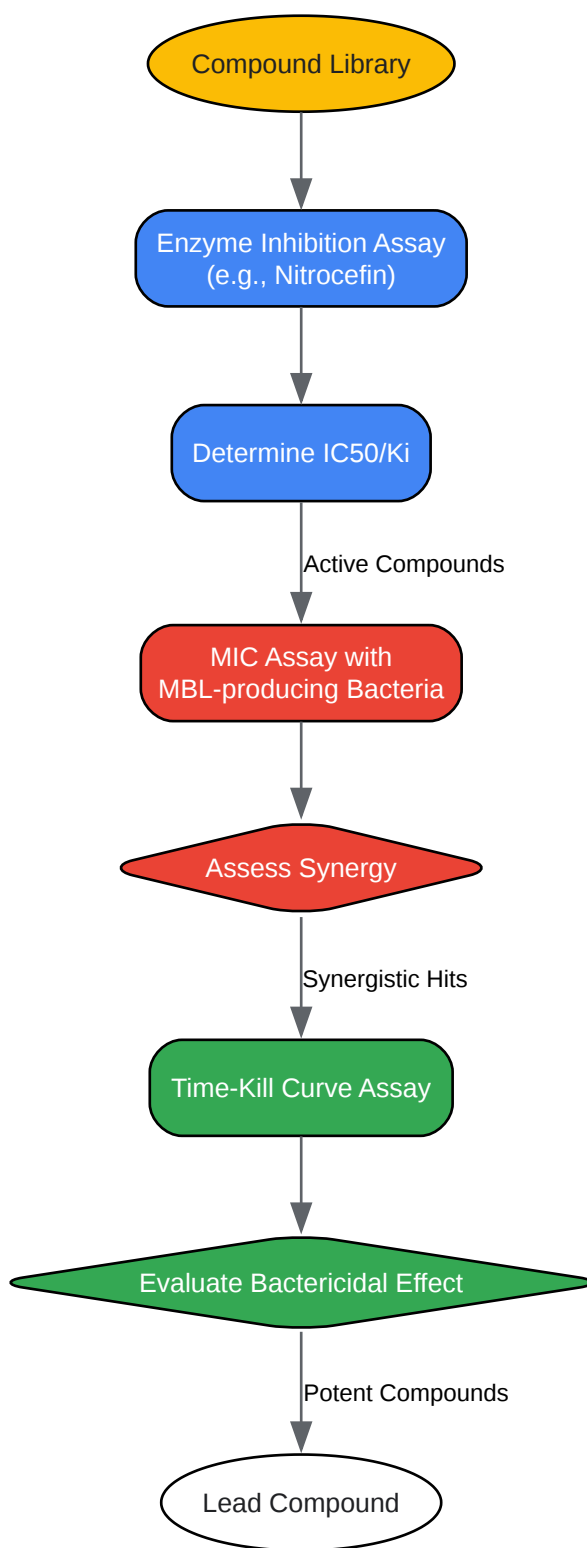 Compound Library
Enzyme Inhibition Assay
(e.g., Nitrocefin)
Determine IC50/Ki
Active Compounds
MIC Assay with
MBL-producing Bacteria
Assess Synergy
Synergistic Hits
Time-Kill Curve Assay
Evaluate Bactericidal Effect
Potent Compounds
Lead Compound